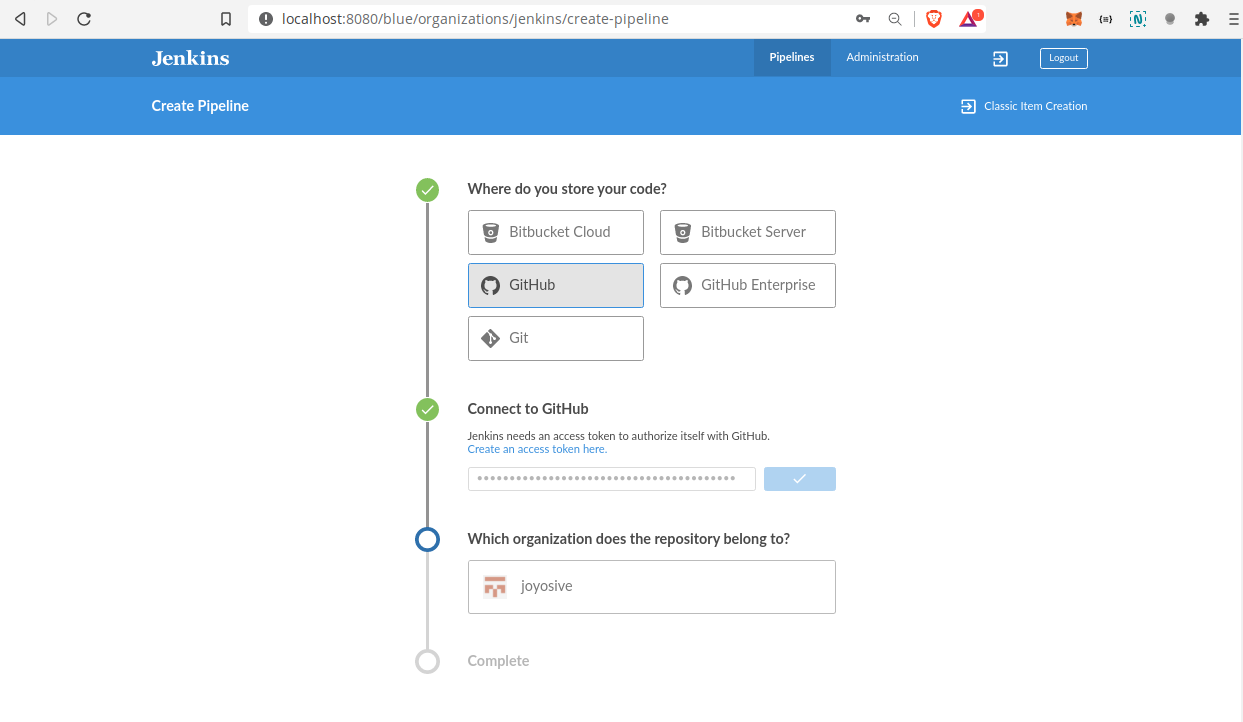 localhost:8080/blue/organizations/jenkins/create-pipeline
Jenkins
Pipelines
Administration
Logout
Create Pipeline
Classic Item Creation
Where do you store your code?
Bitbucket Cloud
Bitbucket Server
GitHub
GitHub Enterprise
Git
Connect to GitHub
Jenkins needs an access token to authorize itself with GitHub.
Create an access token here.
••••••••••••••••••••••••••••••••••••••••
Which organization does the repository belong to?
joyosive
Complete